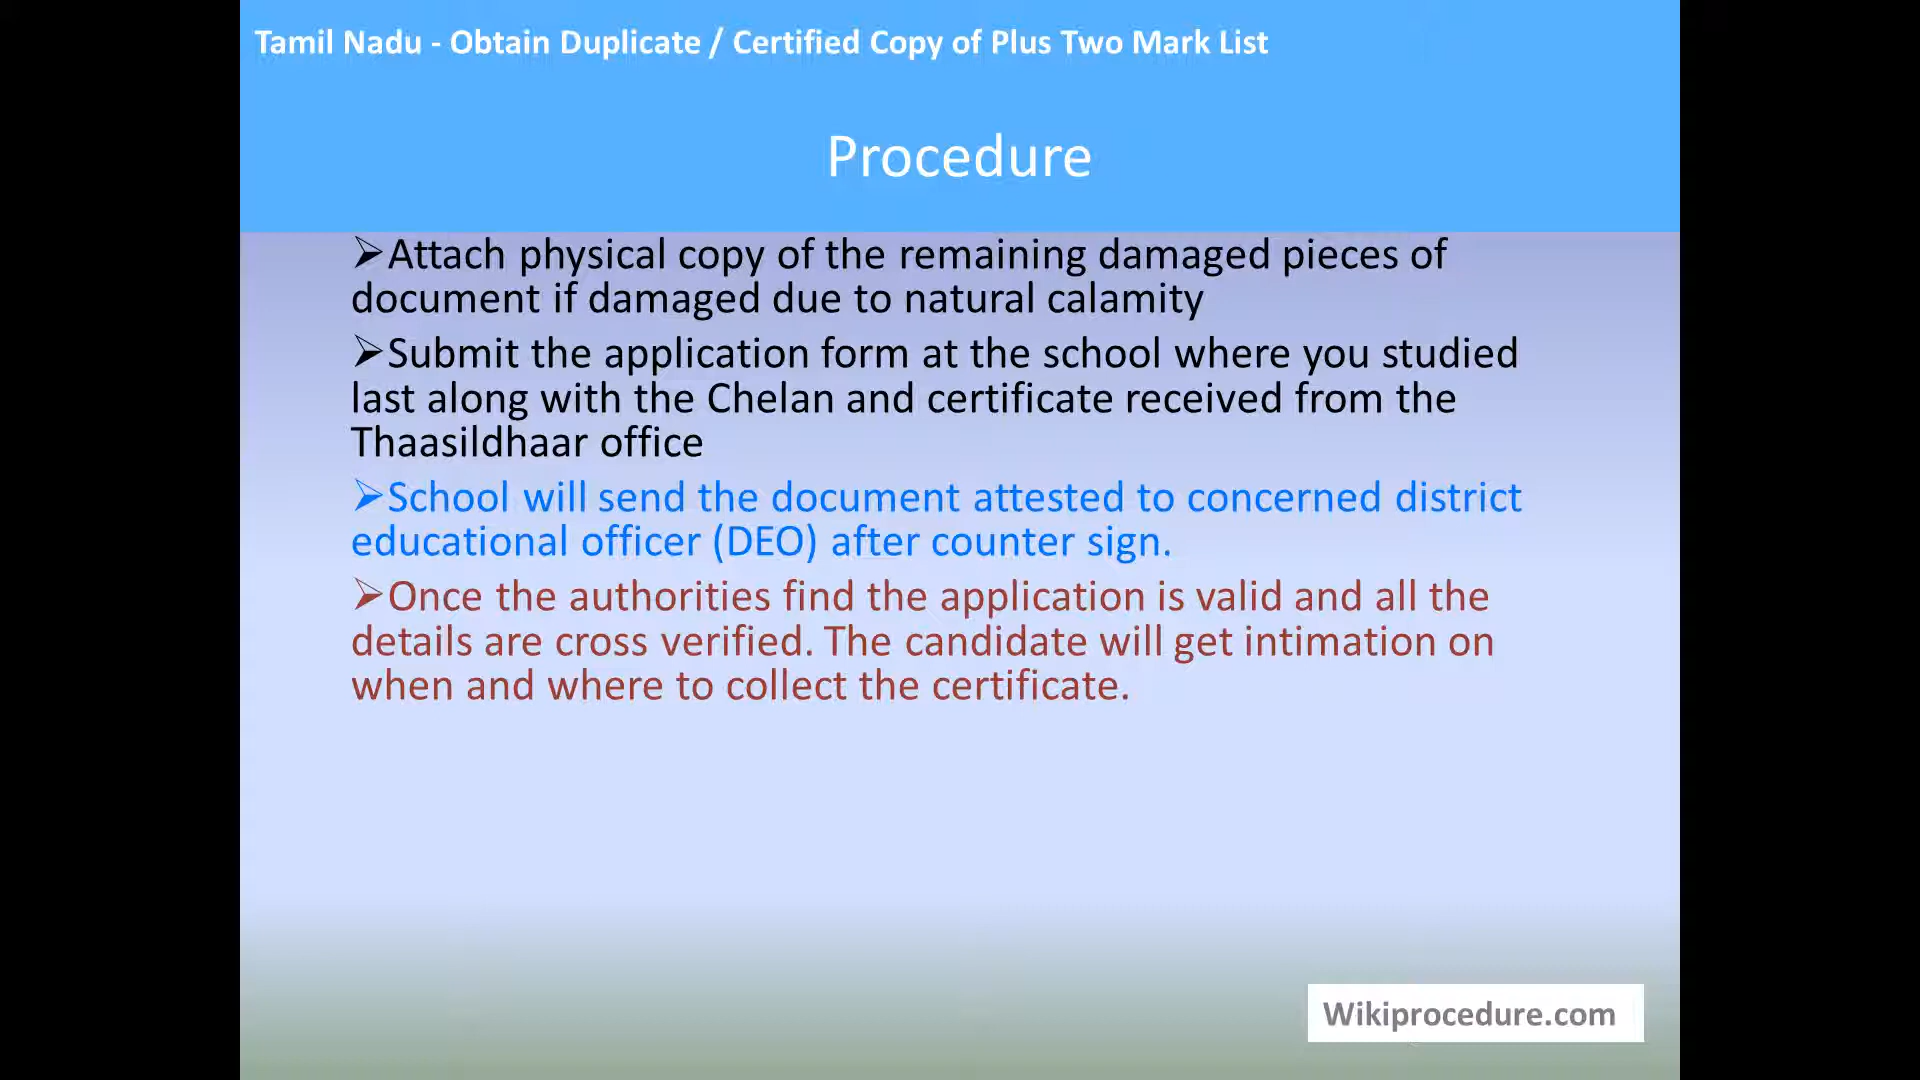 Tamil Nadu - Obtain Duplicate / Certified Copy of Plus Two Mark List
Procedure
➢Attach physical copy of the remaining damaged pieces of
document if damaged due to natural calamity
➢Submit the application form at the school where you studied
last along with the Chelan and certificate received from the
Thaasildhaar office
➢School will send the document attested to concerned district
educational officer (DEO) after counter sign.
➢Once the authorities find the application is valid and all the
details are cross verified. The candidate will get intimation on
when and where to collect the certificate.
Wikiprocedure.com